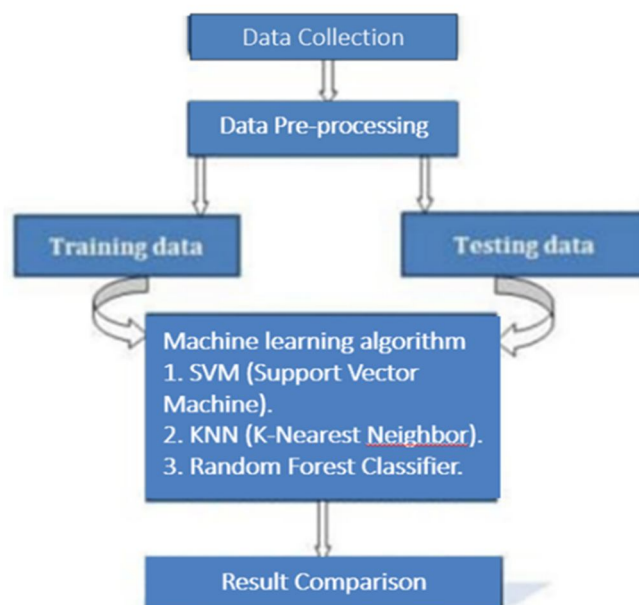 Data Collection
Data Pre-processing
Training data
Testing data
Machine learning algorithm
1. SVM (Support Vector
Machine).
2. KNN (K-Nearest Neighbor).
3. Random Forest Classifier.
Result Comparison